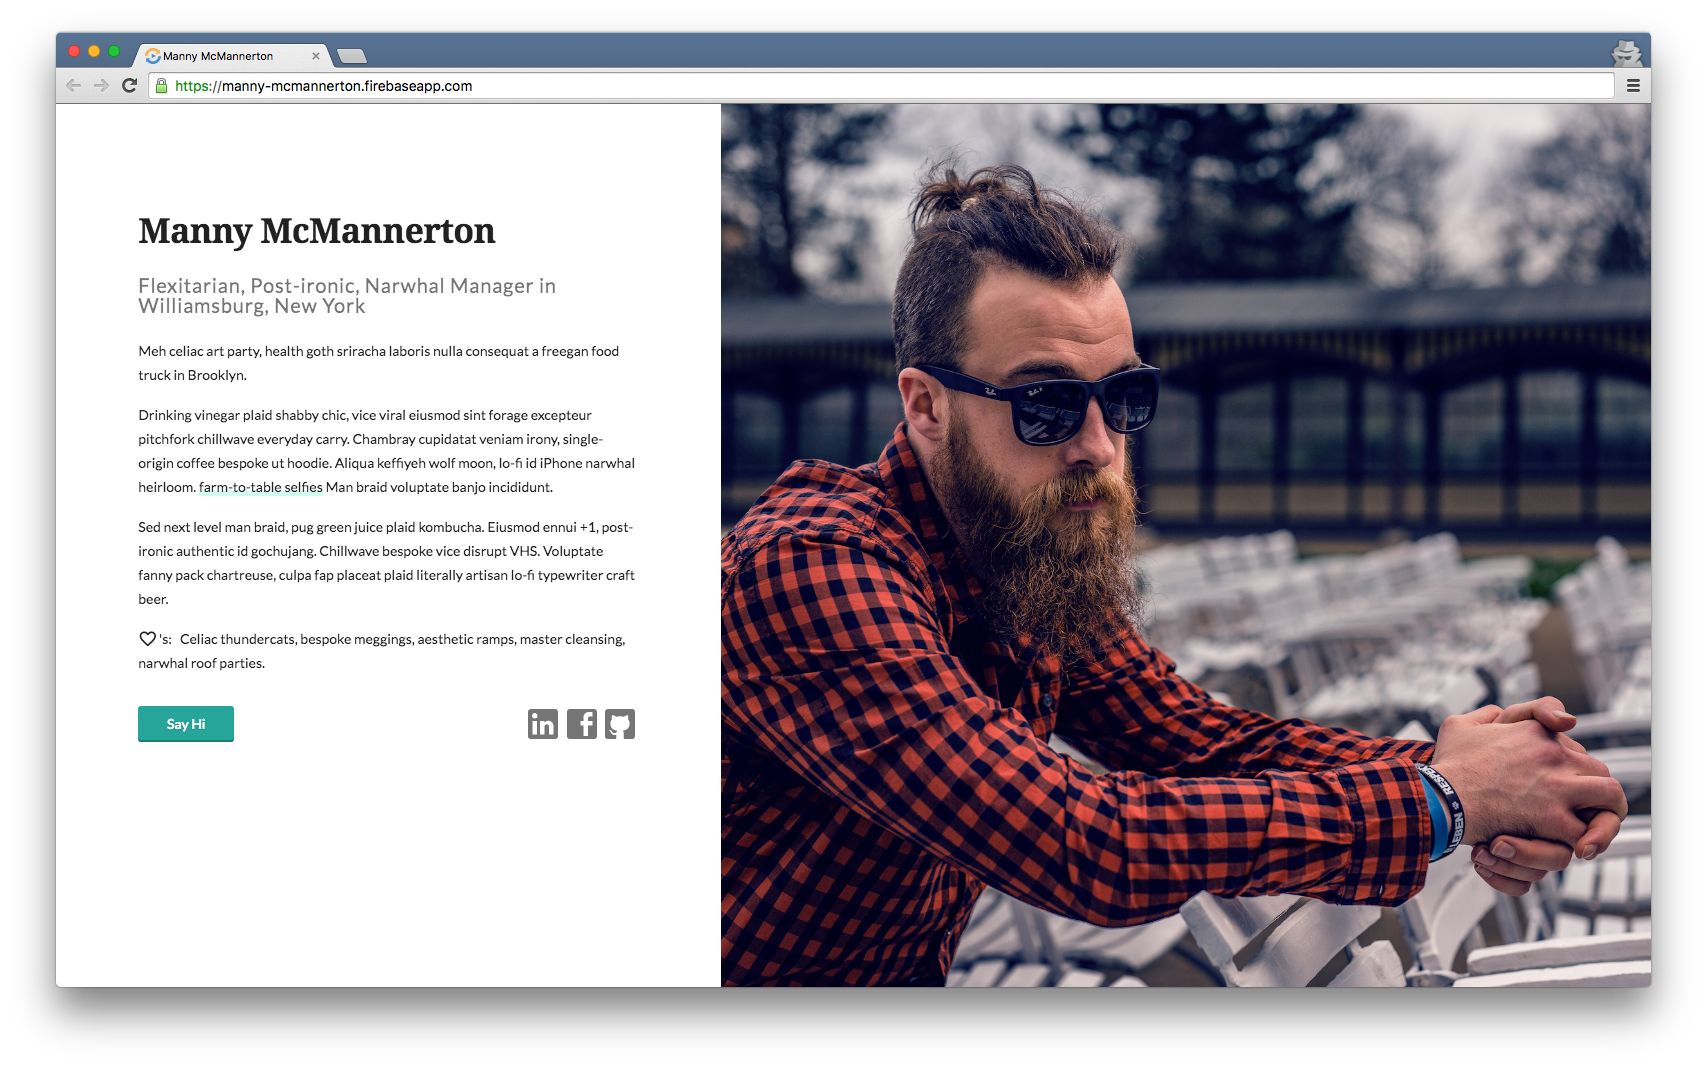 Manny McMannerton
https://manny-mcmannerton.firebaseapp.com
Manny McMannerton
Flexitarian, Post-ironic, Narwhal Manager in
Williamsburg, New York
Meh celiac art party, health goth sriracha laboris nulla consequat a freegan food
truck in Brooklyn.
Drinking vinegar plaid shabby chic, vice viral eiusmod sint forage excepteur
pitchfork chillwave everyday carry. Chambray cupidatat veniam irony, single-
origin coffee bespoke ut hoodie. Aliqua keffiyeh wolf moon, lo-fi id iPhone narwhal
heirloom. farm-to-table selfies Man braid voluptate banjo incididunt.
Sed next level man braid, pug green juice plaid kombucha. Eiusmod ennui +1, post-
ironic authentic id gochujang. Chillwave bespoke vice disrupt VHS. Voluptate
fanny pack chartreuse, culpa fap placeat plaid literally artisan lo-fi typewriter craft
beer.
's: Celiac thundercats, bespoke meggings, aesthetic ramps, master cleansing,
narwhal roof parties.
Say Hi
in f
Ray-Ban